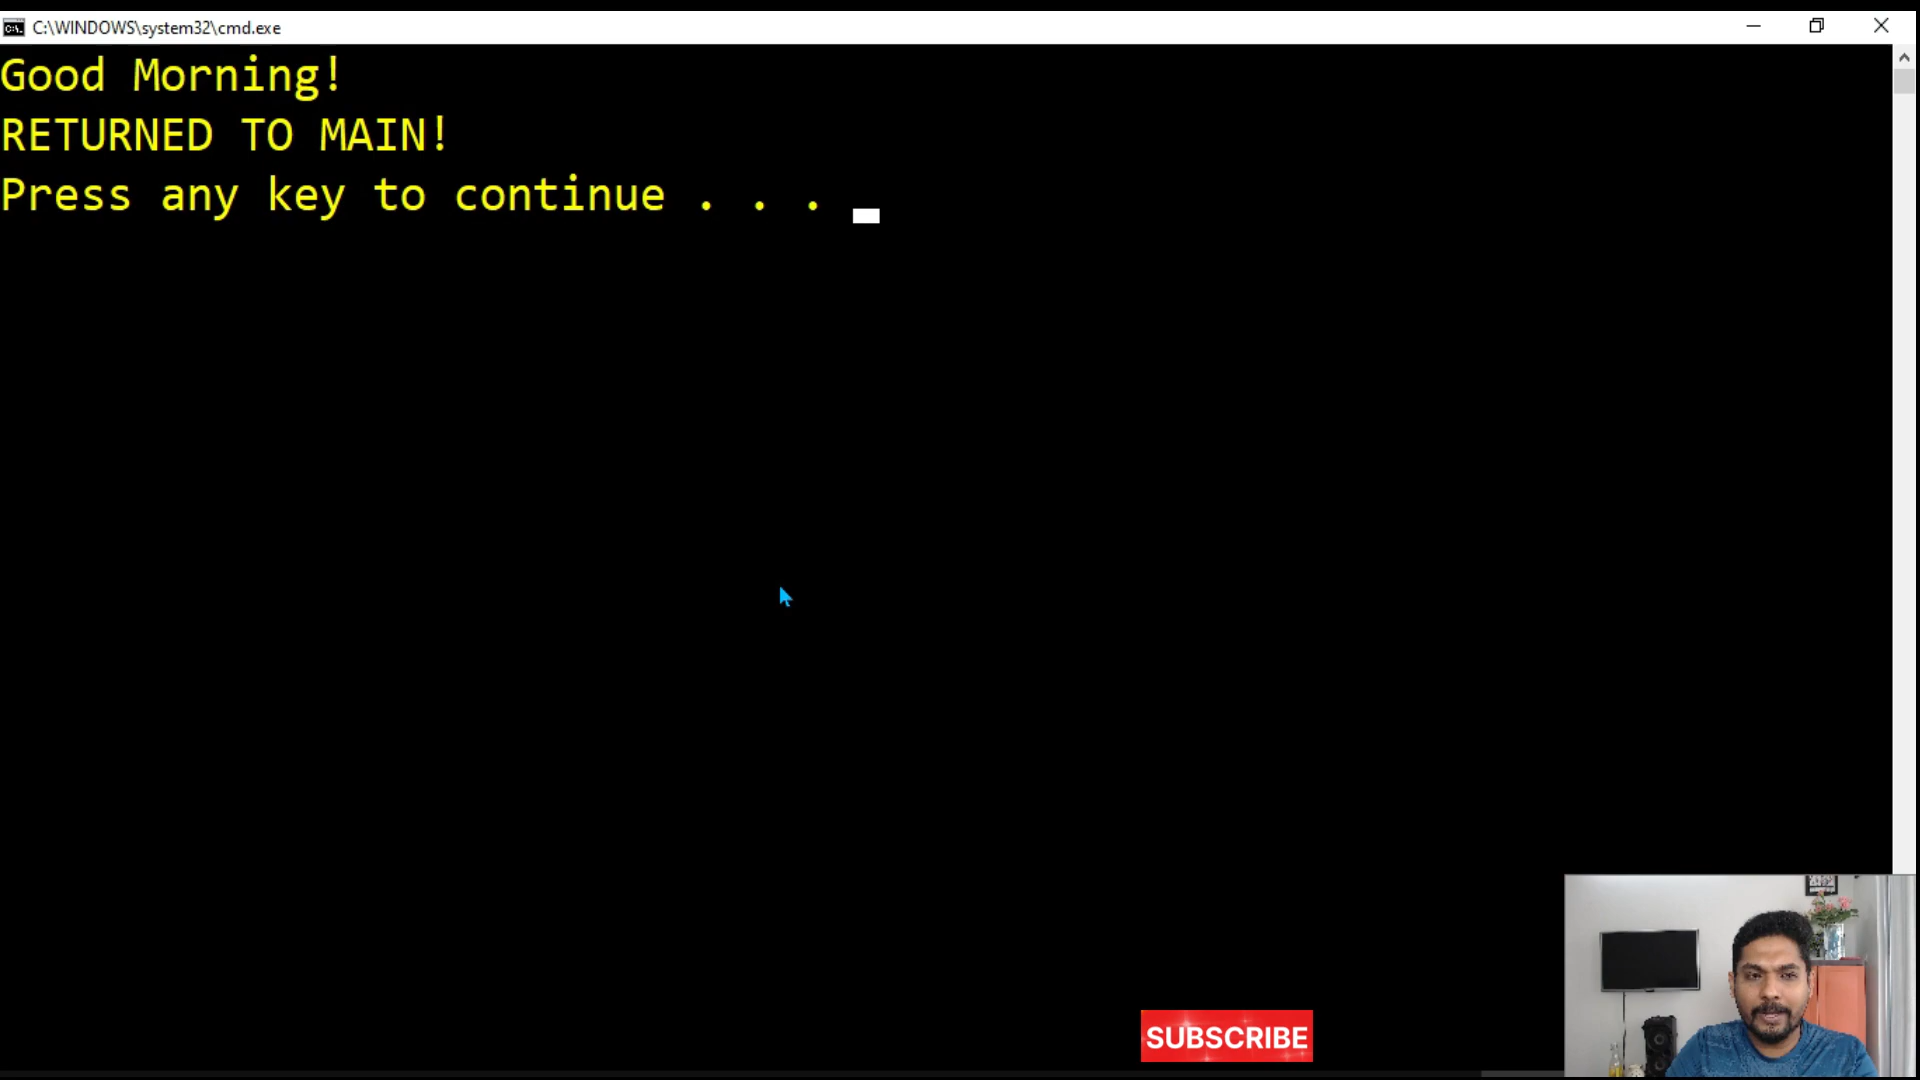 C:\WINDOWS\system32\cmd.exe
Good Morning!
RETURNED TO MAIN!
Press any key to continue . . .
SUBSCRIBE